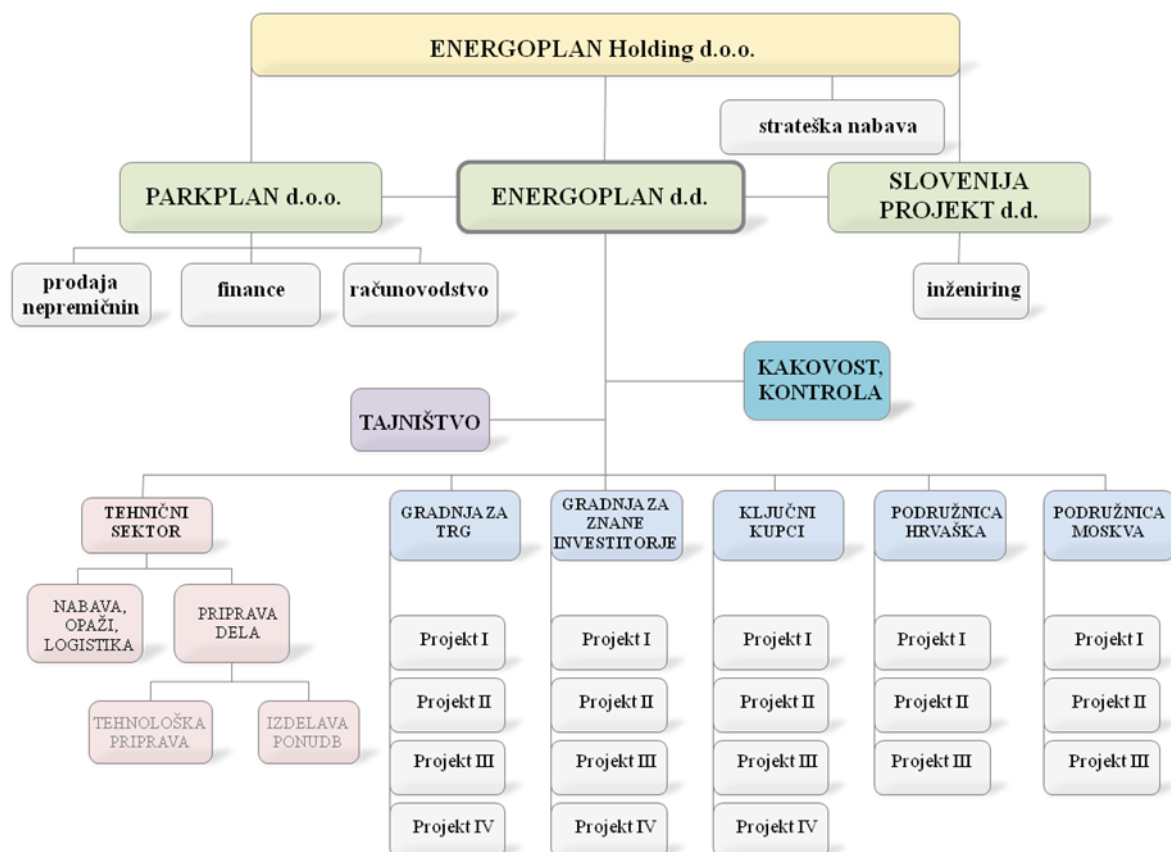 ENERGOPLAN Holding d.o.o.
strateška nabava
PARKPLAN d.o.o.
ENERGOPLAN d.d.
SLOVENIJA
PROJEKT d.d.
prodaja
nepremičnin
finance
računovodstvo
inženiring
KAKOVOST,
KONTROLA
TAJNIŠTVO
TEHNIČNI
SEKTOR
GRADNJA ZA
TRG
GRADNJA ZA
ZNANE
INVESTITORJE
KLJUČNI
KUPCI
PODRUŽNICA
HRVAŠKA
PODRUŽNICA
MOSKVA
NABAVA,
OPAŽI,
LOGISTIKA
PRIPRAVA
DELA
TEHNOLOŠKA
PRIPRAVA
IZDELAVA
PONUDB
Projekt I
Projekt II
Projekt III
Projekt IV
Projekt I
Projekt II
Projekt III
Projekt IV
Projekt I
Projekt II
Projekt III
Projekt IV
Projekt I
Projekt II
Projekt III
Projekt I
Projekt II
Projekt III